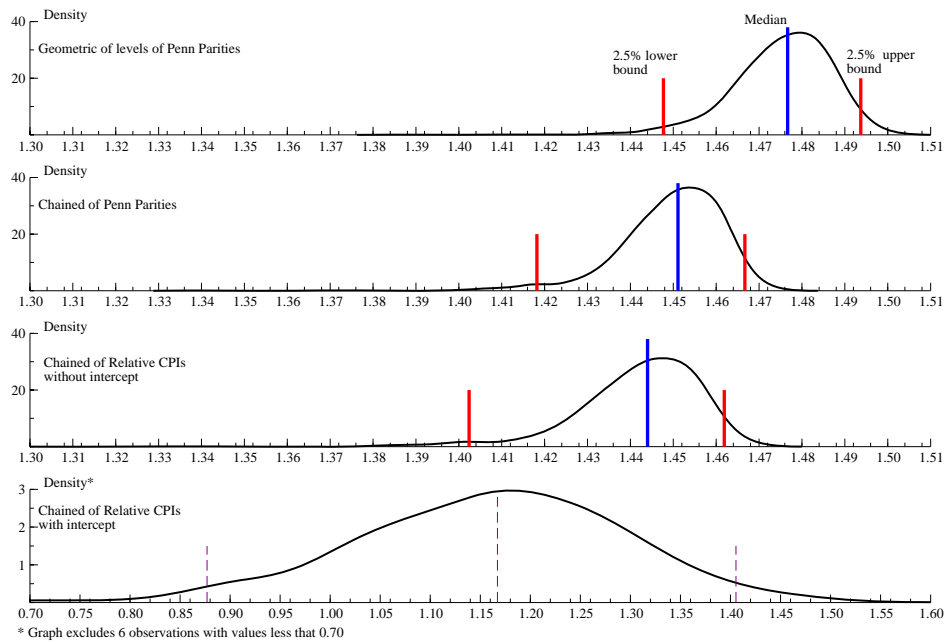 Density
40
20
Geometric of levels of Penn Parities
Median
2.5% lower
bound
2.5% upper
bound
1.30 1.31 1.32 1.33 1.34 1.35 1.36 1.37 1.38 1.39 1.40 1.41 1.42 1.43 1.44 1.45 1.46 1.47 1.48 1.49 1.50 1.51
Density
40
20
Chained of Penn Parities
1.30 1.31 1.32 1.33 1.34 1.35 1.36 1.37 1.38 1.39 1.40 1.41 1.42 1.43 1.44 1.45 1.46 1.47 1.48 1.49 1.50 1.51
Density
40
20
Chained of Relative CPIs
without intercept
1.30 1.31 1.32 1.33 1.34 1.35 1.36 1.37 1.38 1.39 1.40 1.41 1.42 1.43 1.44 1.45 1.46 1.47 1.48 1.49 1.50 1.51
Density*
3
2
1
Chained of Relative CPIs
with intercept
0.70 0.75 0.80 0.85 0.90 0.95 1.00 1.05 1.10 1.15 1.20 1.25 1.30 1.35 1.40 1.45 1.50 1.55 1.60
* Graph excludes 6 observations with values less that 0.70